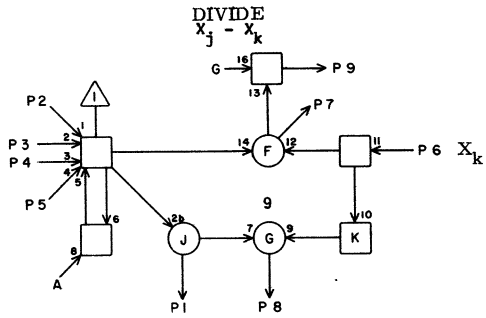 DIVIDE
Xj - Xk
G 16 P9
13
1
P2 P7
1
P3 2 14 F 12 11 P6 Xk
P4 3
4
P5 5
9
6 2b 10
8 J 7 G 9 K
A
P1 P8